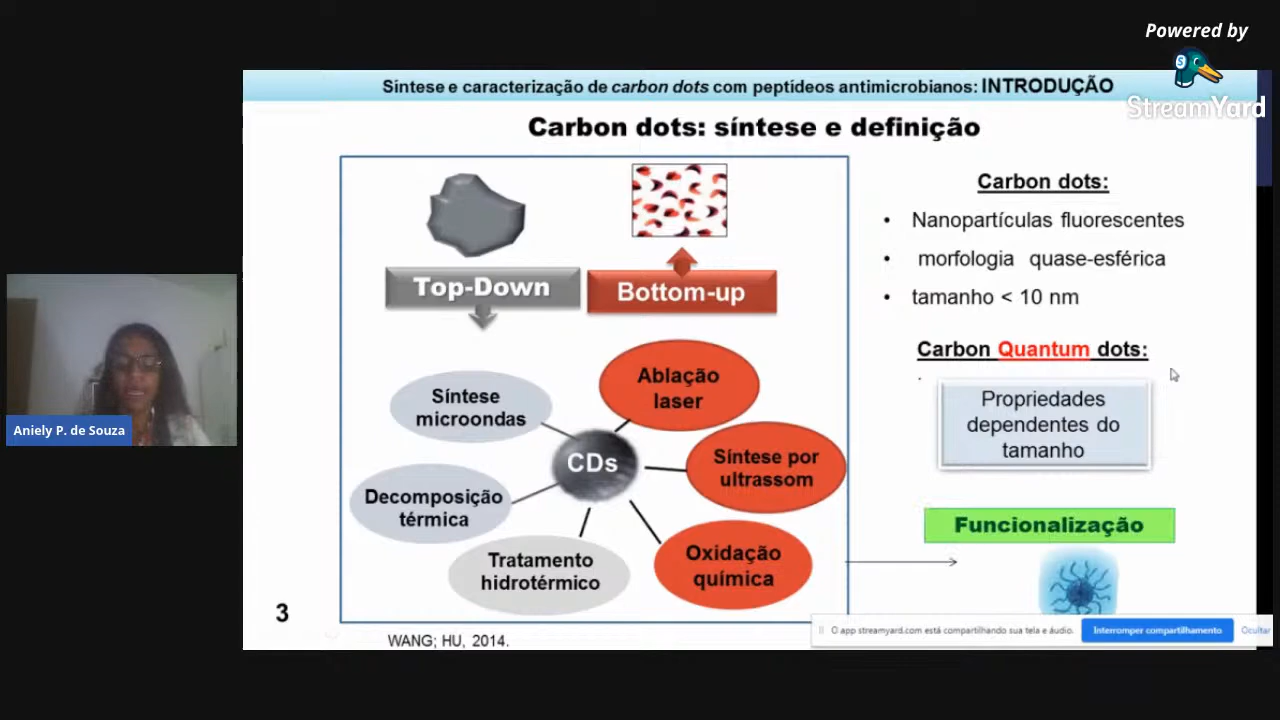 Powered by
StreamYard
Síntese e caracterização de carbon dots com peptídeos antimicrobianos: INTRODUÇÃO
Carbon dots: síntese e definição
Top-Down
Bottom-up
Síntese
microondas
Ablação
laser
CDs
Síntese por
ultrassom
Decomposição
térmica
Tratamento
hidrotérmico
Oxidação
química
Carbon dots:
• Nanopartículas fluorescentes
• morfologia quase-esférica
• tamanho < 10 nm
Carbon Quantum dots:
Propriedades
dependentes do
tamanho
Funcionalização
3
WANG; HU, 2014.
Aniely P. de Souza
O app streamyard.com está compartilhando sua tela e áudio.
Interromper compartilhamento
Ocultar